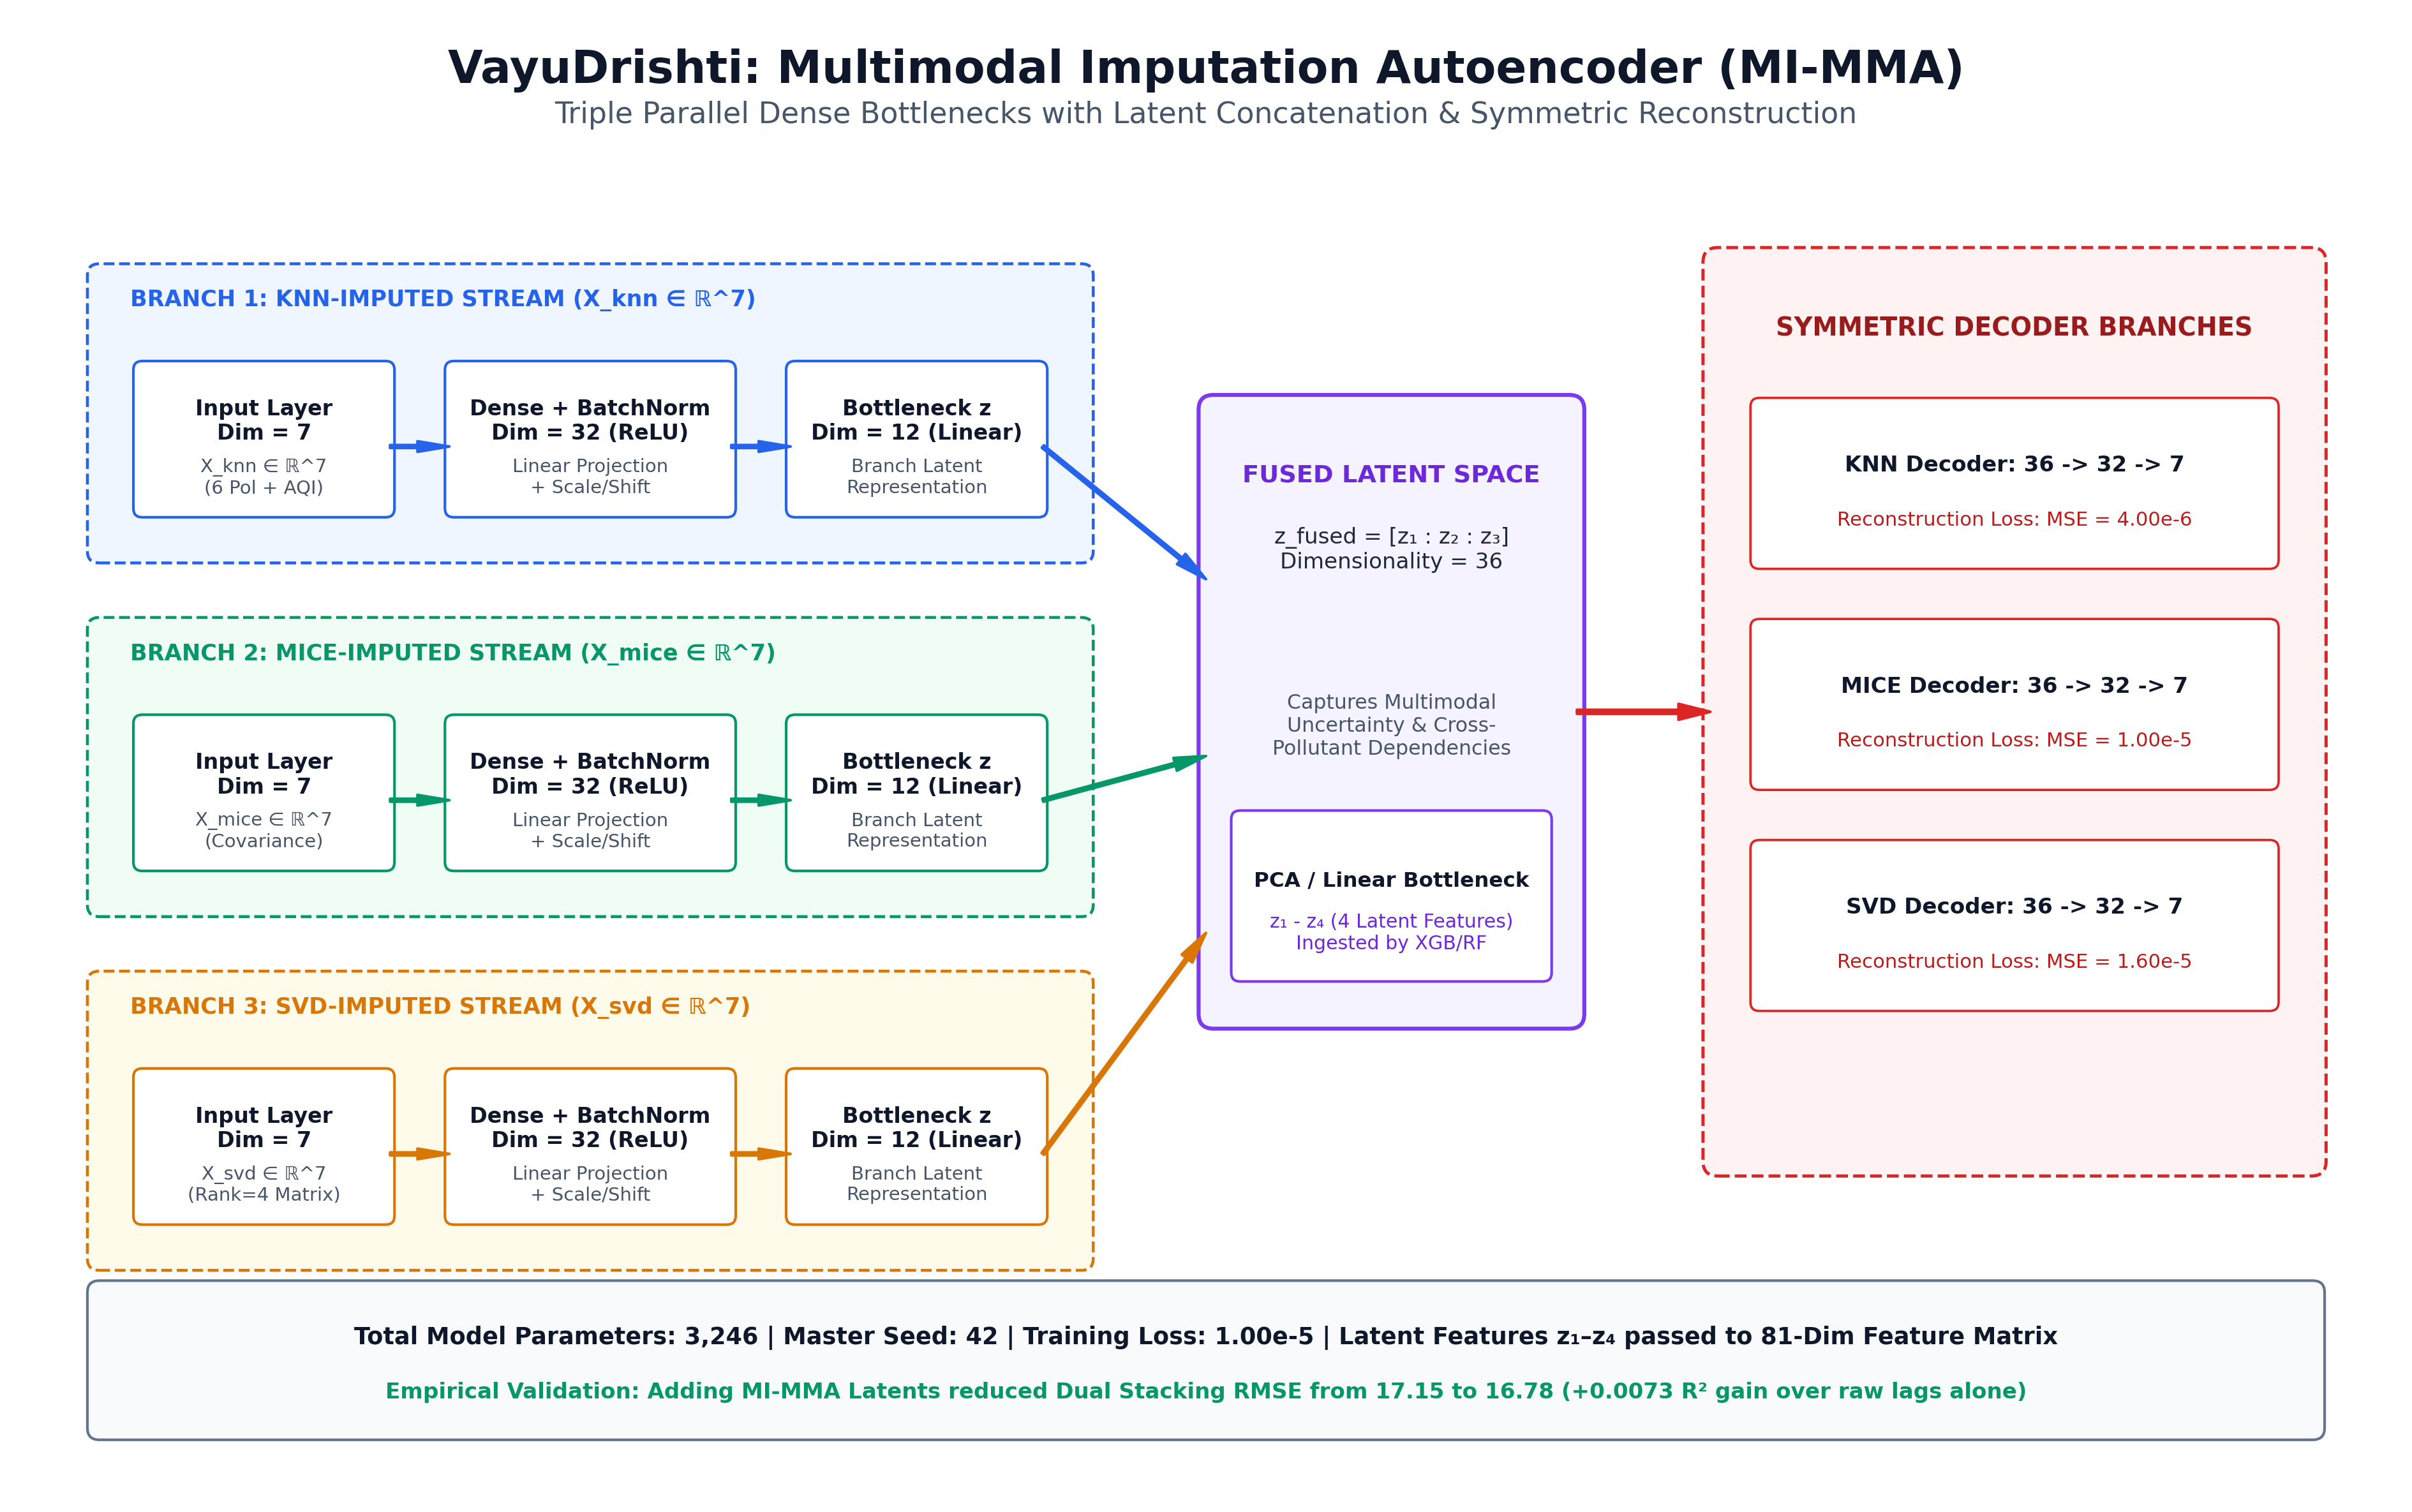 VayuDrishti: Multimodal Imputation Autoencoder (MI-MMA)
Triple Parallel Dense Bottlenecks with Latent Concatenation & Symmetric Reconstruction
BRANCH 1: KNN-IMPUTED STREAM (X_knn ∈ ℝ^7)
Input Layer
Dim = 7
X_knn ∈ ℝ^7
(6 Pol + AQI)
Dense + BatchNorm
Dim = 32 (ReLU)
Linear Projection
+ Scale/Shift
Bottleneck z
Dim = 12 (Linear)
Branch Latent
Representation
BRANCH 2: MICE-IMPUTED STREAM (X_mice ∈ ℝ^7)
Input Layer
Dim = 7
X_mice ∈ ℝ^7
(Covariance)
Dense + BatchNorm
Dim = 32 (ReLU)
Linear Projection
+ Scale/Shift
Bottleneck z
Dim = 12 (Linear)
Branch Latent
Representation
BRANCH 3: SVD-IMPUTED STREAM (X_svd ∈ ℝ^7)
Input Layer
Dim = 7
X_svd ∈ ℝ^7
(Rank=4 Matrix)
Dense + BatchNorm
Dim = 32 (ReLU)
Linear Projection
+ Scale/Shift
Bottleneck z
Dim = 12 (Linear)
Branch Latent
Representation
FUSED LATENT SPACE
z_fused = [z₁ : z₂ : z₃]
Dimensionality = 36
Captures Multimodal
Uncertainty & Cross-
Pollutant Dependencies
PCA / Linear Bottleneck
z₁ - z₄ (4 Latent Features)
Ingested by XGB/RF
SYMMETRIC DECODER BRANCHES
KNN Decoder: 36 -> 32 -> 7
Reconstruction Loss: MSE = 4.00e-6
MICE Decoder: 36 -> 32 -> 7
Reconstruction Loss: MSE = 1.00e-5
SVD Decoder: 36 -> 32 -> 7
Reconstruction Loss: MSE = 1.60e-5
Total Model Parameters: 3,246 | Master Seed: 42 | Training Loss: 1.00e-5 | Latent Features z₁–z₄ passed to 81-Dim Feature Matrix
Empirical Validation: Adding MI-MMA Latents reduced Dual Stacking RMSE from 17.15 to 16.78 (+0.0073 R² gain over raw lags alone)